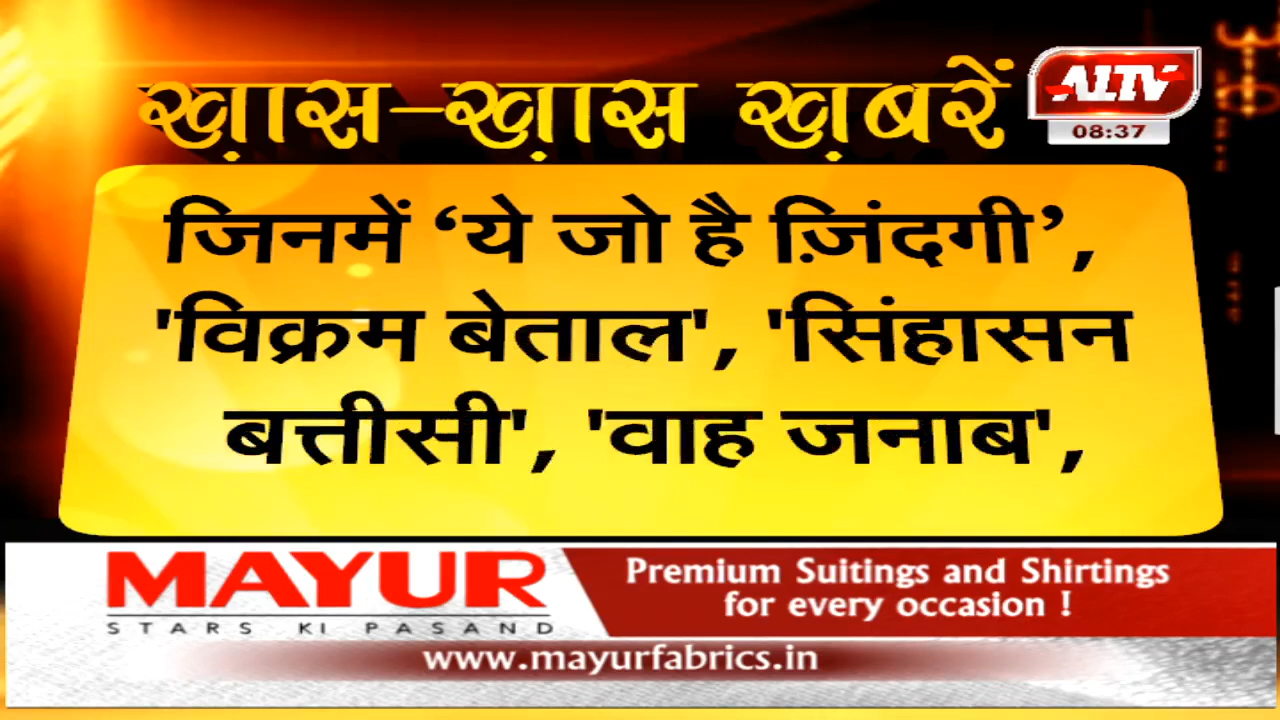 ख़ास-ख़ास ख़बरें
A1TV
08:37
जिनमें ‘ये जो है ज़िंदगी’,
'विक्रम बेताल', 'सिंहासन
बत्तीसी', 'वाह जनाब',
MAYUR
STARS KI PASAND
Premium Suitings and Shirtings
for every occasion !
www.mayurfabrics.in